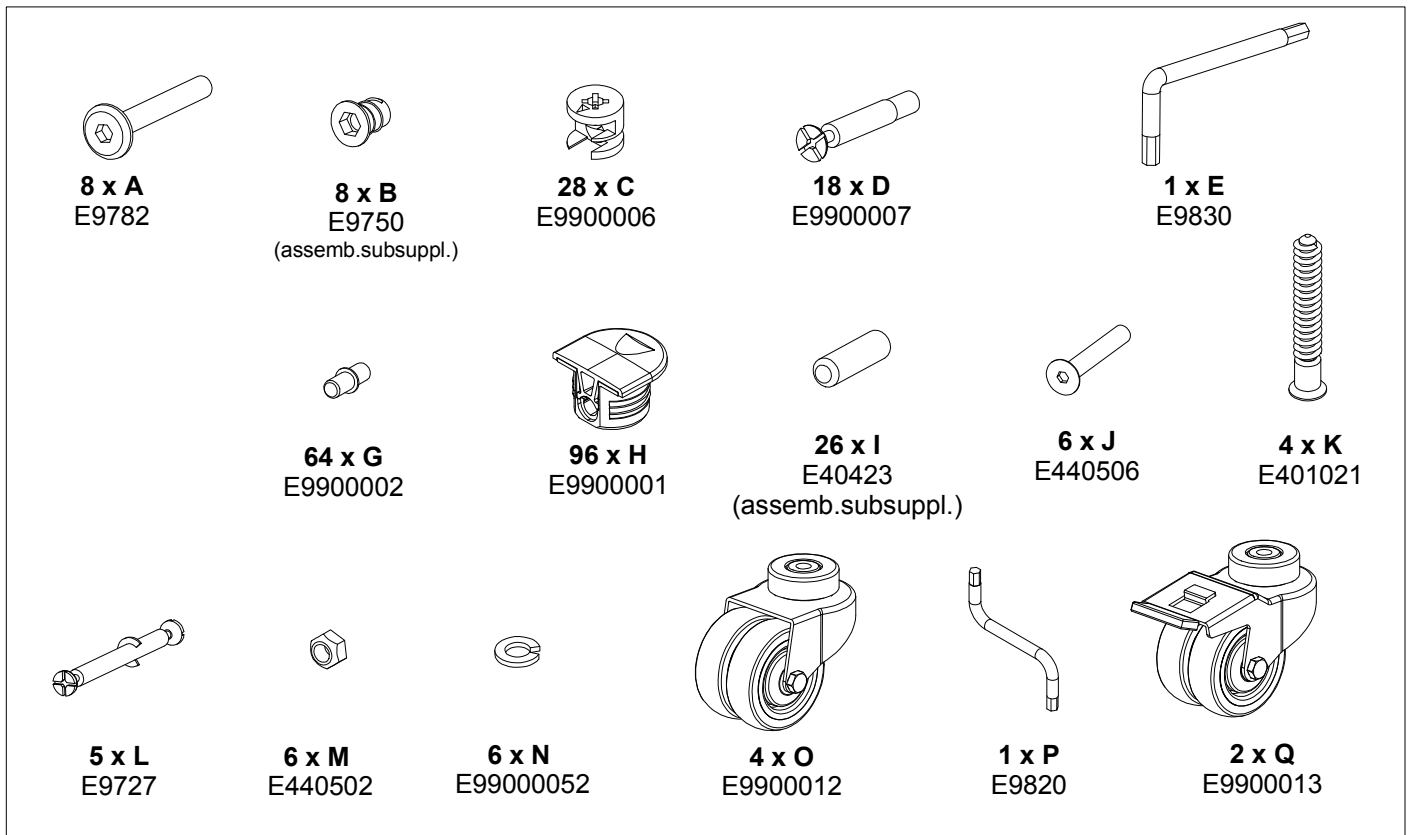 8 x A
E9782
8 x B
E9750
(assemb.subsuppl.)
28 x C
E9900006
18 x D
E9900007
1 x E
E9830
64 x G
E9900002
96 x H
E9900001
26 x I
E40423
(assemb.subsuppl.)
6 x J
E440506
4 x K
E401021
5 x L
E9727
6 x M
E440502
6 x N
E99000052
4 x O
E9900012
1 x P
E9820
2 x Q
E9900013